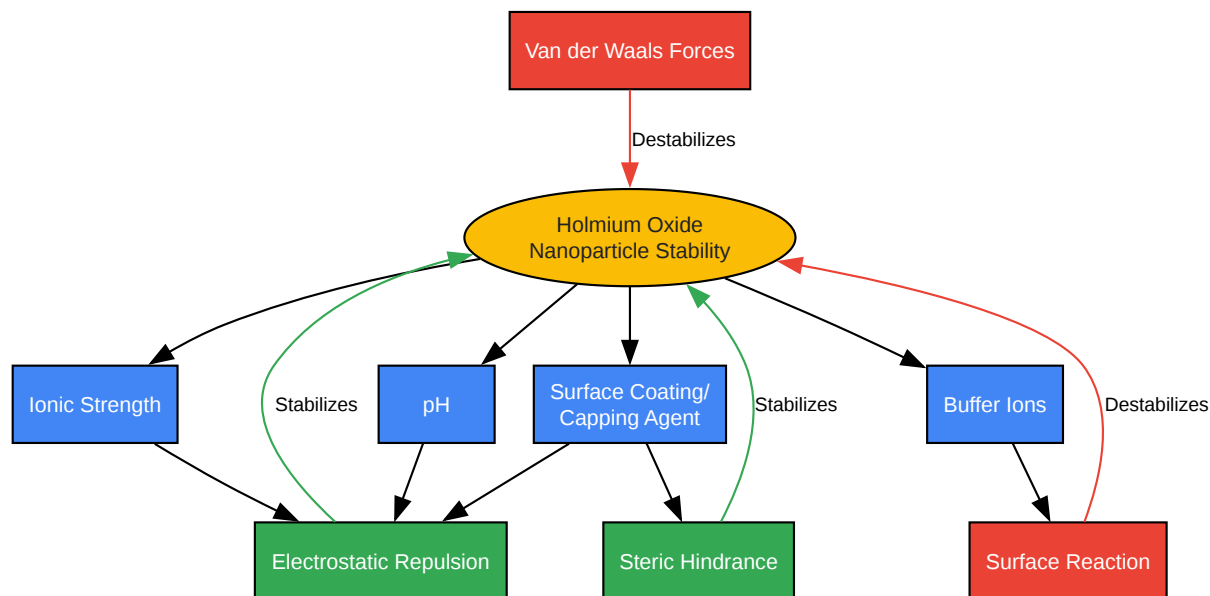 Van der Waals Forces
Destabilizes
Holmium Oxide
Nanoparticle Stability
Ionic Strength
Stabilizes
pH
Surface Coating/
Capping Agent
Stabilizes
Buffer Ions
Destabilizes
Electrostatic Repulsion
Steric Hindrance
Surface Reaction